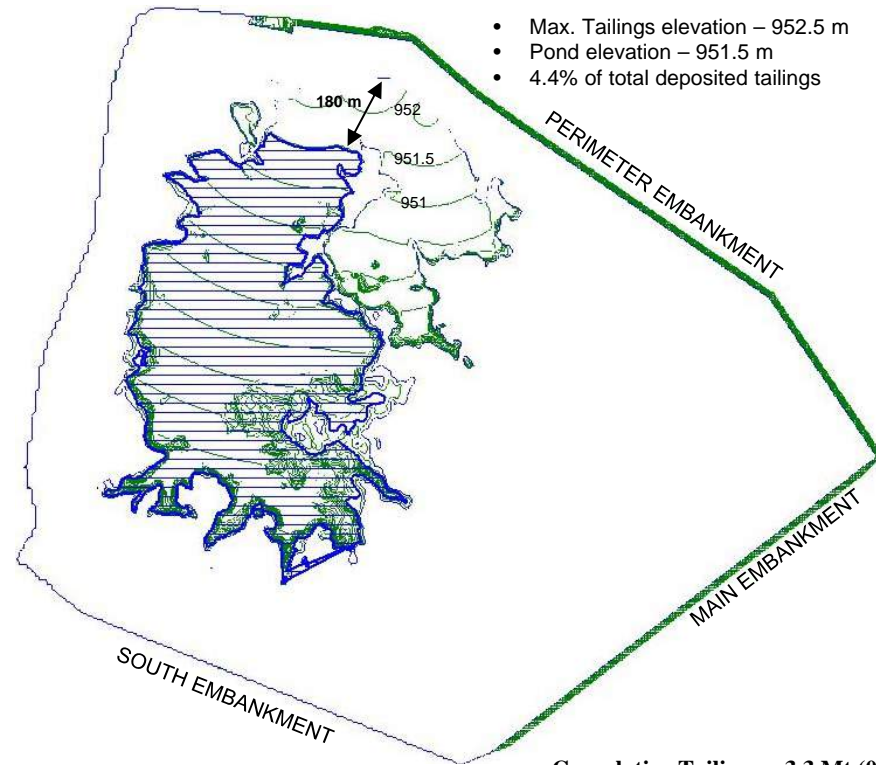 • Max. Tailings elevation – 952.5 m
• Pond elevation – 951.5 m
• 4.4% of total deposited tailings
180 m
952
951.5
951
PERIMETER EMBANKMENT
MAIN EMBANKMENT
SOUTH EMBANKMENT